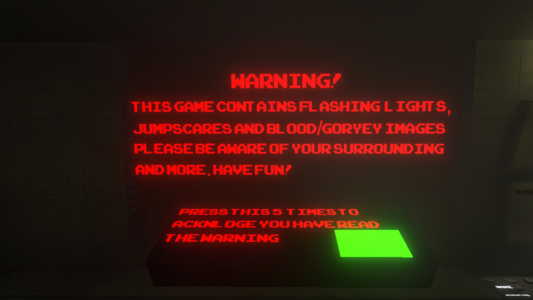 WARNING!
THIS GAME CONTAINS FLASHING LIGHTS,
JUMPSCARES AND BLOOD/GOREY IMAGES
PLEASE BE AWARE OF YOUR SURROUNDING
AND MORE, HAVE FUN!
PRESS THIS 5 TIMES TO
ACKNLOGE YOU HAVE READ
THE WARNING